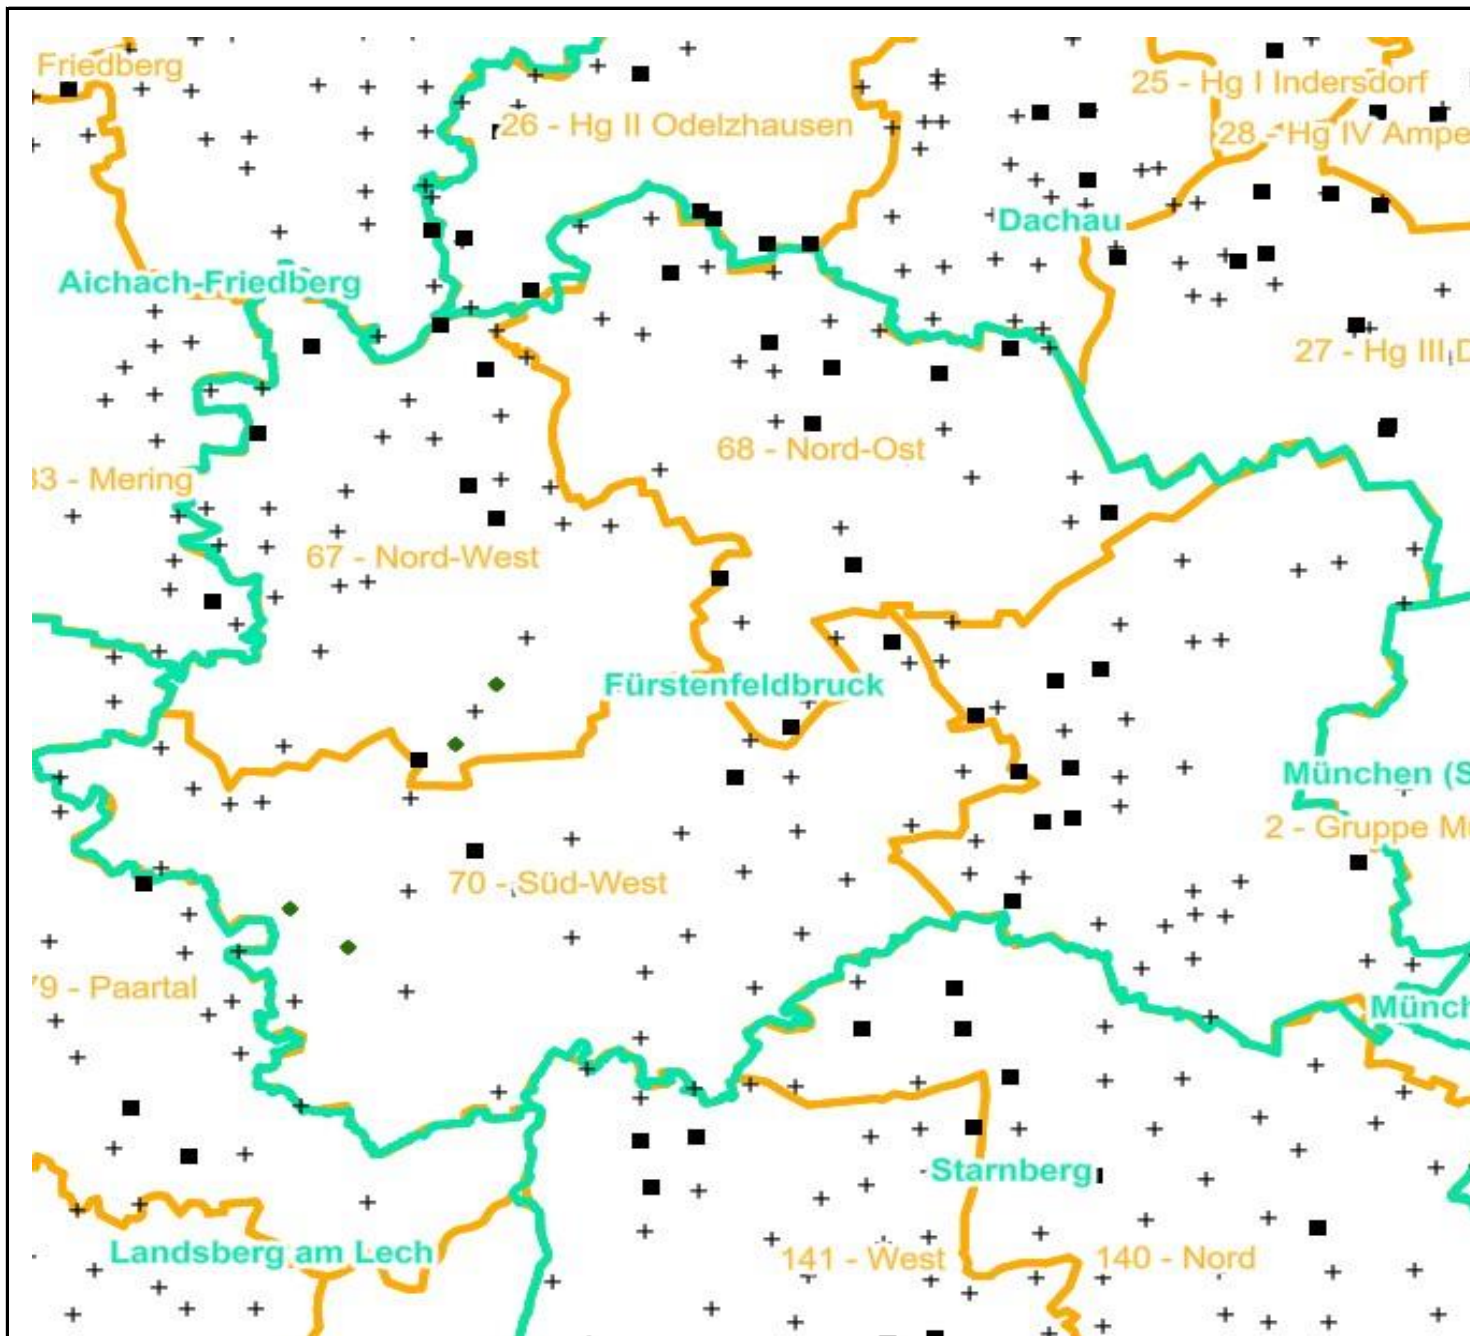 Friedberg
25 - Hg I Indersdorf
26 - Hg II Odelzhausen
28 - Hg IV Ampe
Dachau
Aichach-Friedberg
27 - Hg III D
68 - Nord-Ost
33 - Mering
67 - Nord-West
Fürstenfeldbruck
München (S
2 - Gruppe Mü
70 - Süd-West
79 - Paartal
Münch
Starnberg
Landsberg am Lech
141 - West
140 - Nord